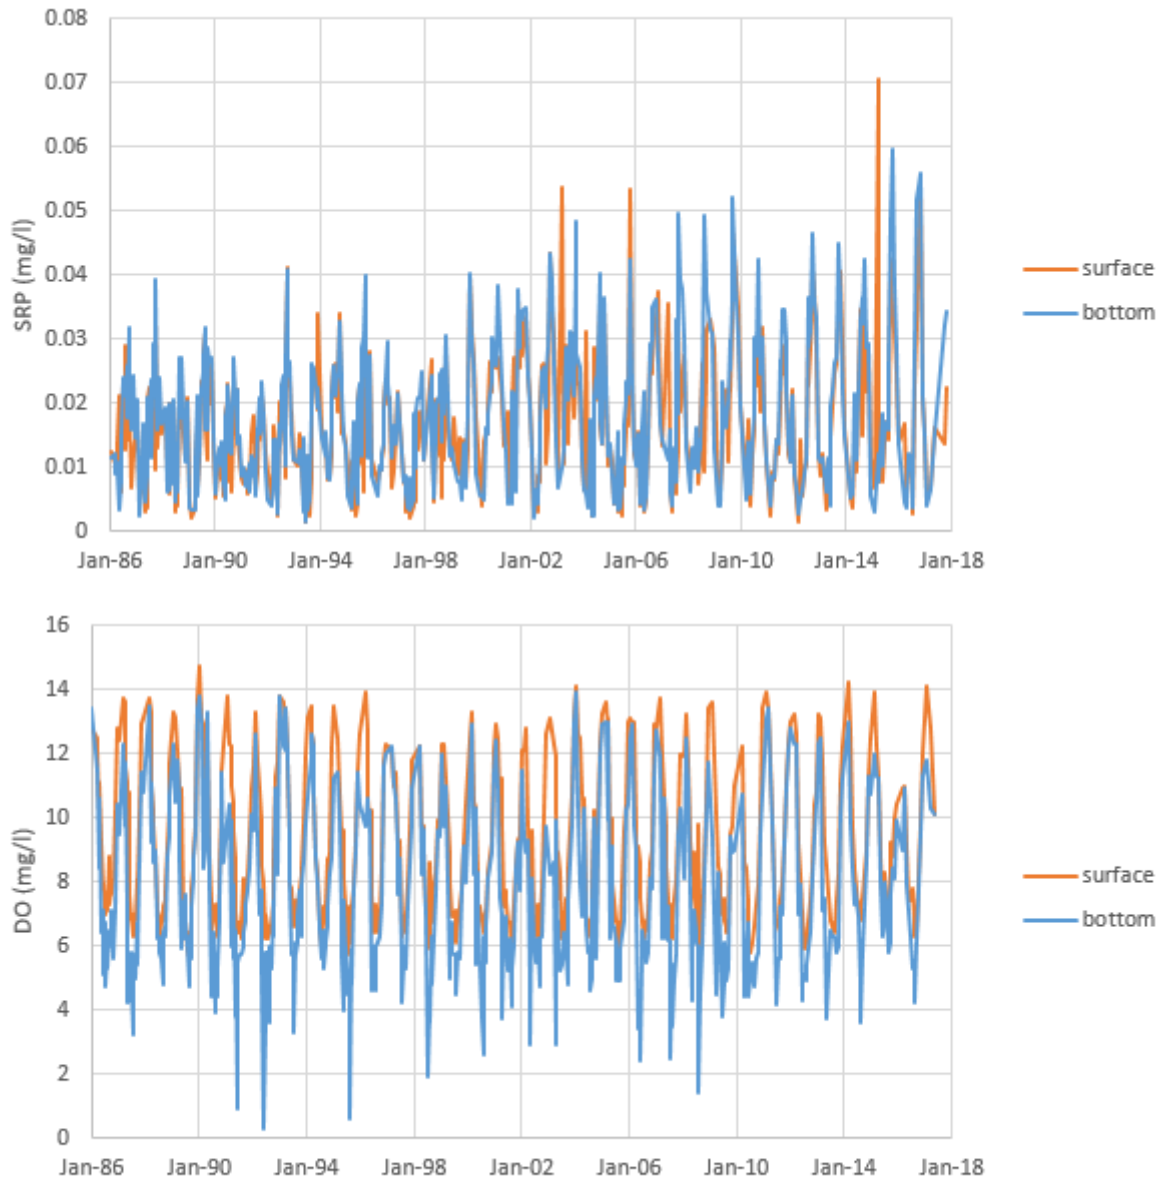 0.08
0.07
0.06
0.05
0.04
0.03
0.02
0.01
0
SRP (mg/l)
Jan-86 Jan-90 Jan-94 Jan-98 Jan-02 Jan-06 Jan-10 Jan-14 Jan-18
surface
bottom
16
14
12
10
8
6
4
2
0
DO (mg/l)
Jan-86 Jan-90 Jan-94 Jan-98 Jan-02 Jan-06 Jan-10 Jan-14 Jan-18
surface
bottom